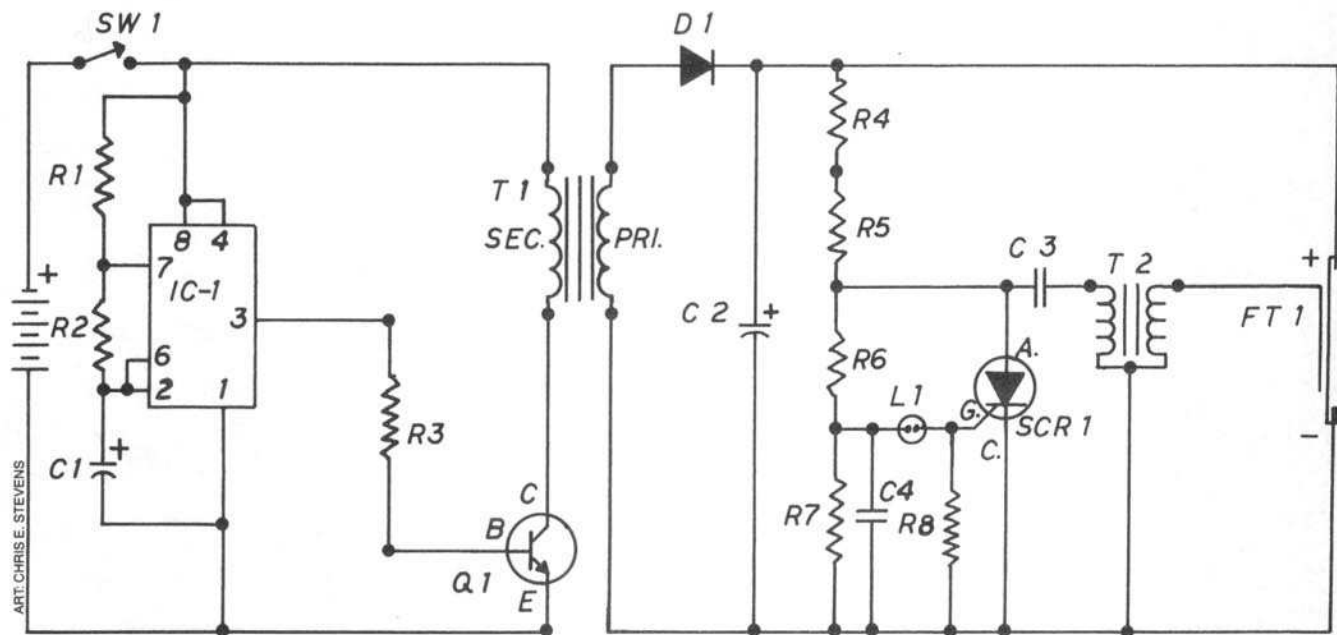 SW 1
D 1
R4
R1
T 1
SEC.
PRI.
R5
8 4
7
IC-1
3
C 3
T 2
+
+
R2
C 2
+
FT 1
6
2
1
R6
A.
L 1
G.
SCR 1
C.
-
R3
C1
+
C
B
Q1
E
R7
C4
R8
ART: CHRIS E. STEVENS